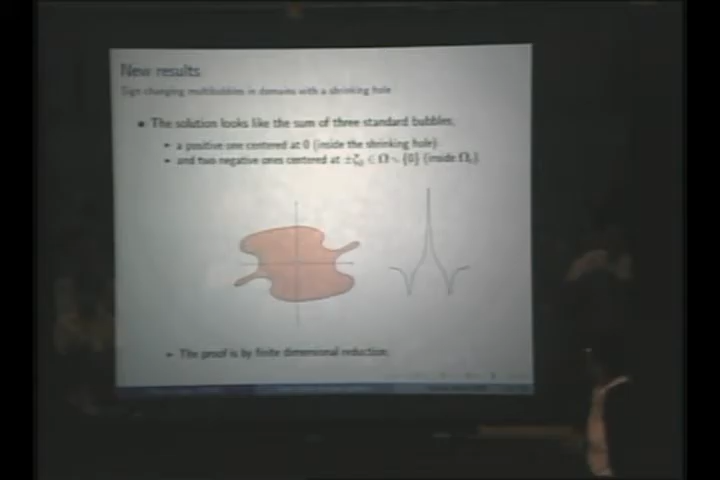 New results
Sign changing multibubbles in domains with a shrinking hole
• The solution looks like the sum of three standard bubbles,
▸ a positive one centered at 0 (inside the shrinking hole)
▸ and two negative ones centered at ±ζ₀ ∈ Ω ∖ {0} (inside Ωε)
▸ The proof is by finite dimensional reduction.